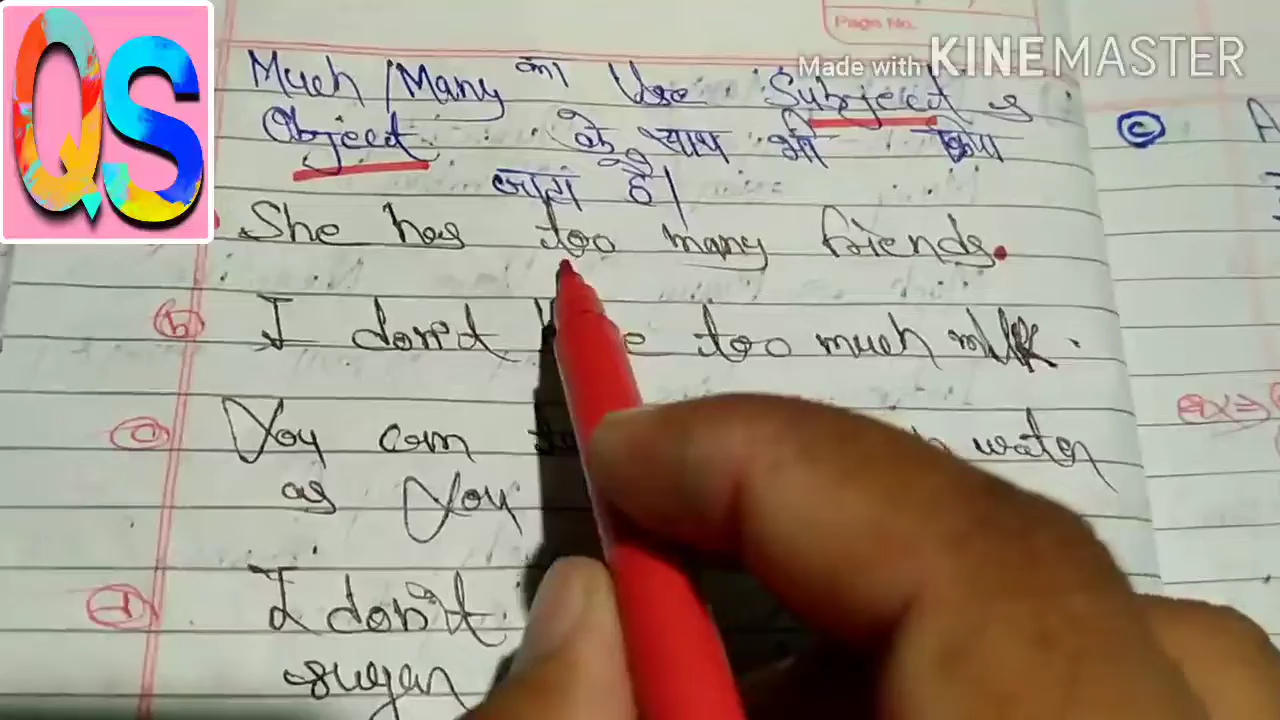 QS
Page No.
Made with KINEMASTER
Much/Many का Use Subject &
Object के साथ भी किया
जाता है।
She has too many friends.
(b) I don't too much milk.
(c) You can water
as you
(d) I don't
sugar
(c) A
ex ⇒